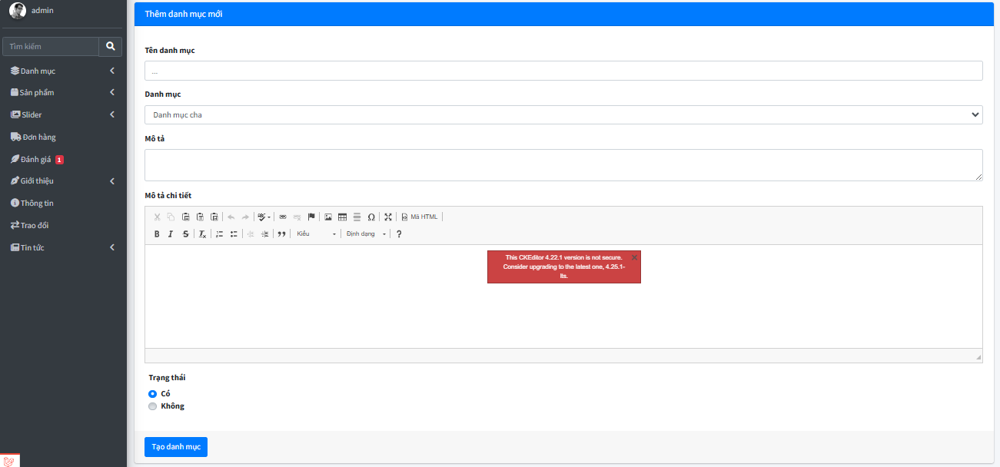 admin
Tìm kiếm
Danh mục
Sản phẩm
Slider
Đơn hàng
Đánh giá 1
Giới thiệu
Thông tin
Trao đổi
Tin tức
Thêm danh mục mới
Tên danh mục
...
Danh mục
Danh mục cha
Mô tả
Mô tả chi tiết
Mã HTML
B I S Tx Kiểu Định dạng ?
This CKEditor 4.22.1 version is not secure.
Consider upgrading to the latest one, 4.25.1-
lts.
Trạng thái
Có
Không
Tạo danh mục